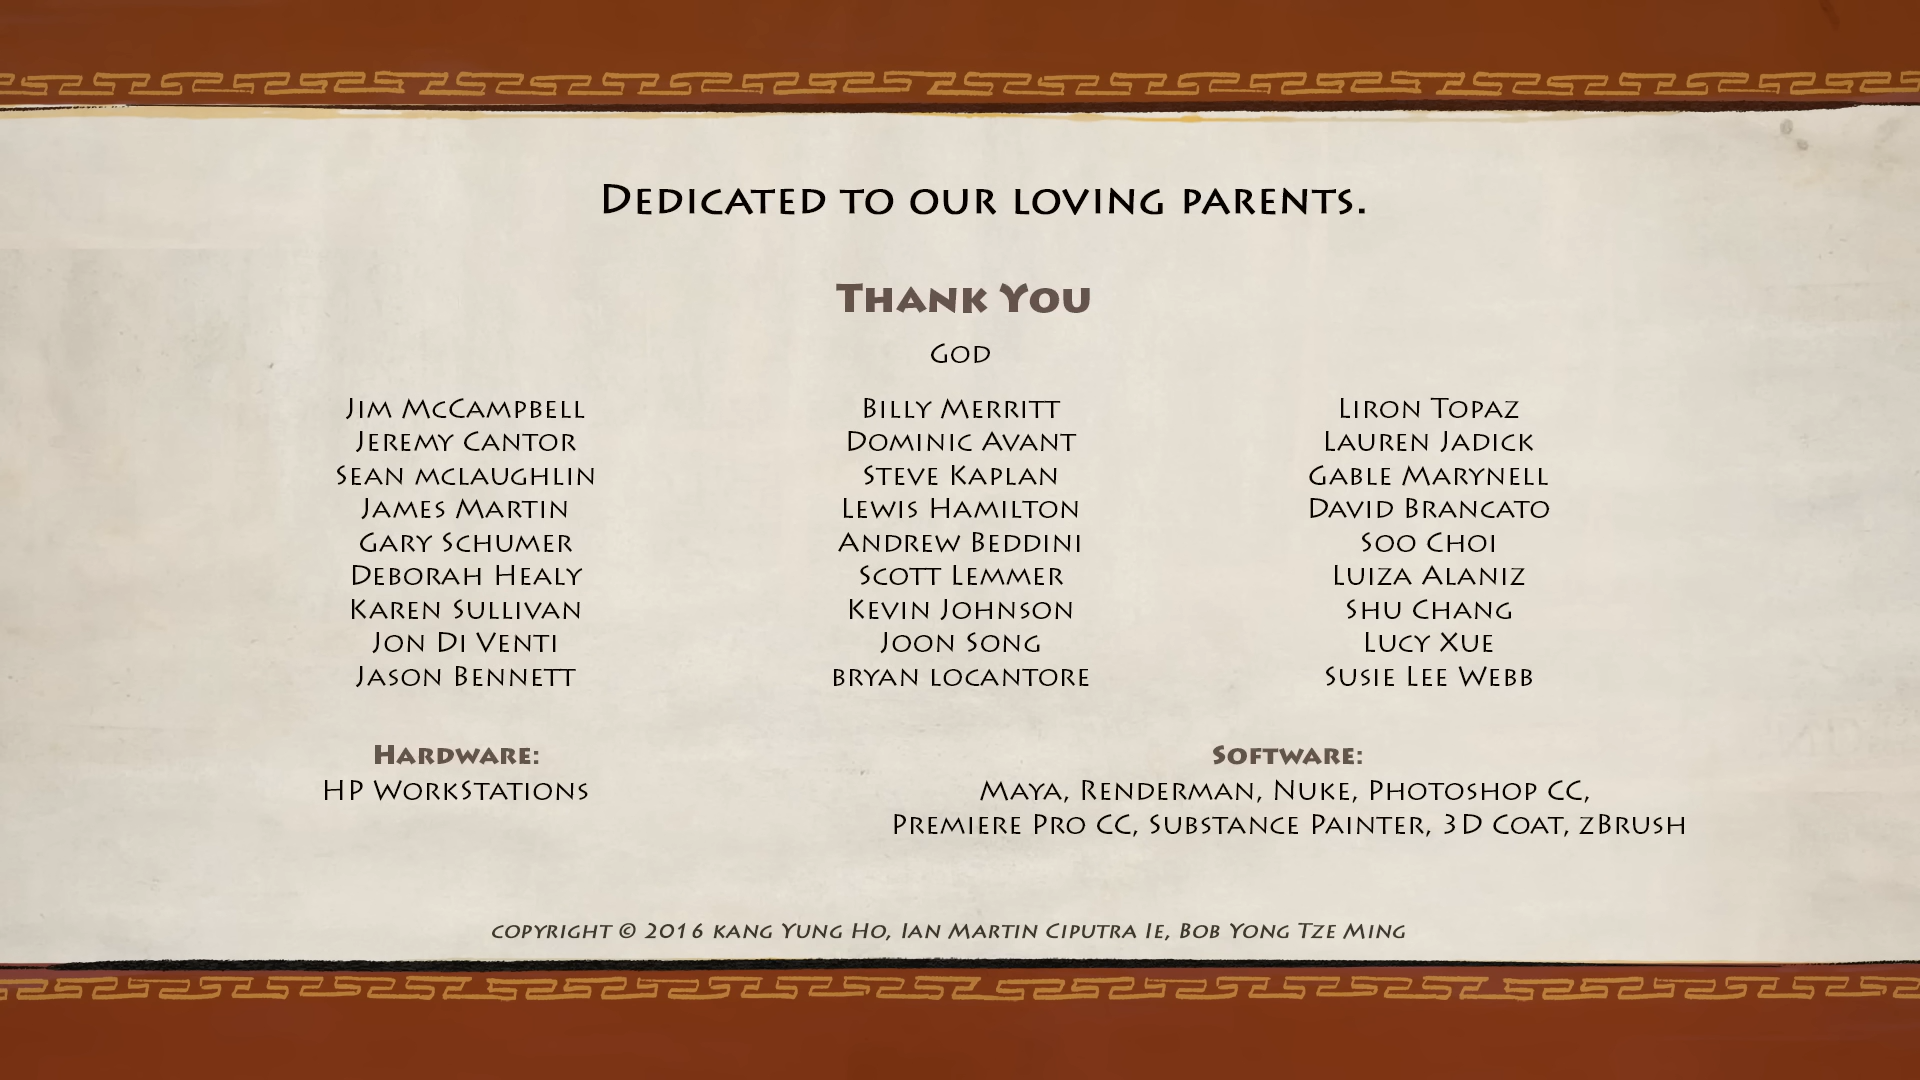 Dedicated to our loving parents.
Thank You
God
Jim McCampbell
Jeremy Cantor
Sean mclaughlin
James Martin
Gary Schumer
Deborah Healy
Karen Sullivan
Jon Di Venti
Jason Bennett
Billy Merritt
Dominic Avant
Steve Kaplan
Lewis Hamilton
Andrew Beddini
Scott Lemmer
Kevin Johnson
Joon Song
bryan locantore
Liron Topaz
Lauren Jadick
Gable Marynell
David Brancato
Soo Choi
Luiza Alaniz
Shu Chang
Lucy Xue
Susie Lee Webb
Hardware:
HP WorkStations
Software:
Maya, Renderman, Nuke, Photoshop CC,
Premiere Pro CC, Substance Painter, 3D Coat, zBrush
copyright © 2016 kang Yung Ho, Ian Martin Ciputra Ie, Bob Yong Tze Ming